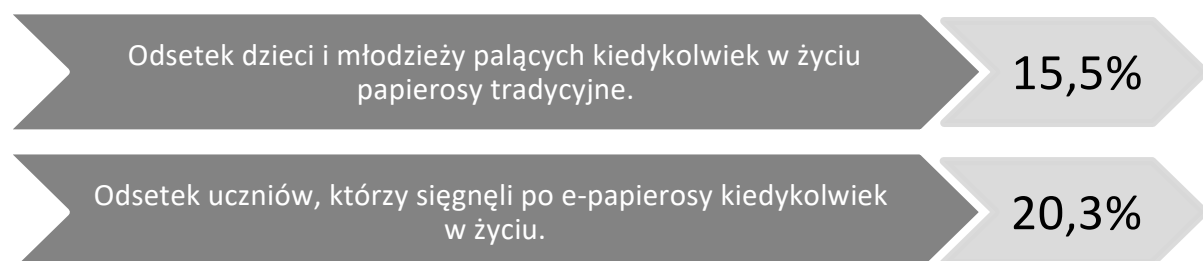 Odsetek dzieci i młodzieży palących kiedykolwiek w życiu
papierosy tradycyjne.
15,5%
Odsetek uczniów, którzy sięgnęli po e-papierosy kiedykolwiek
w życiu.
20,3%